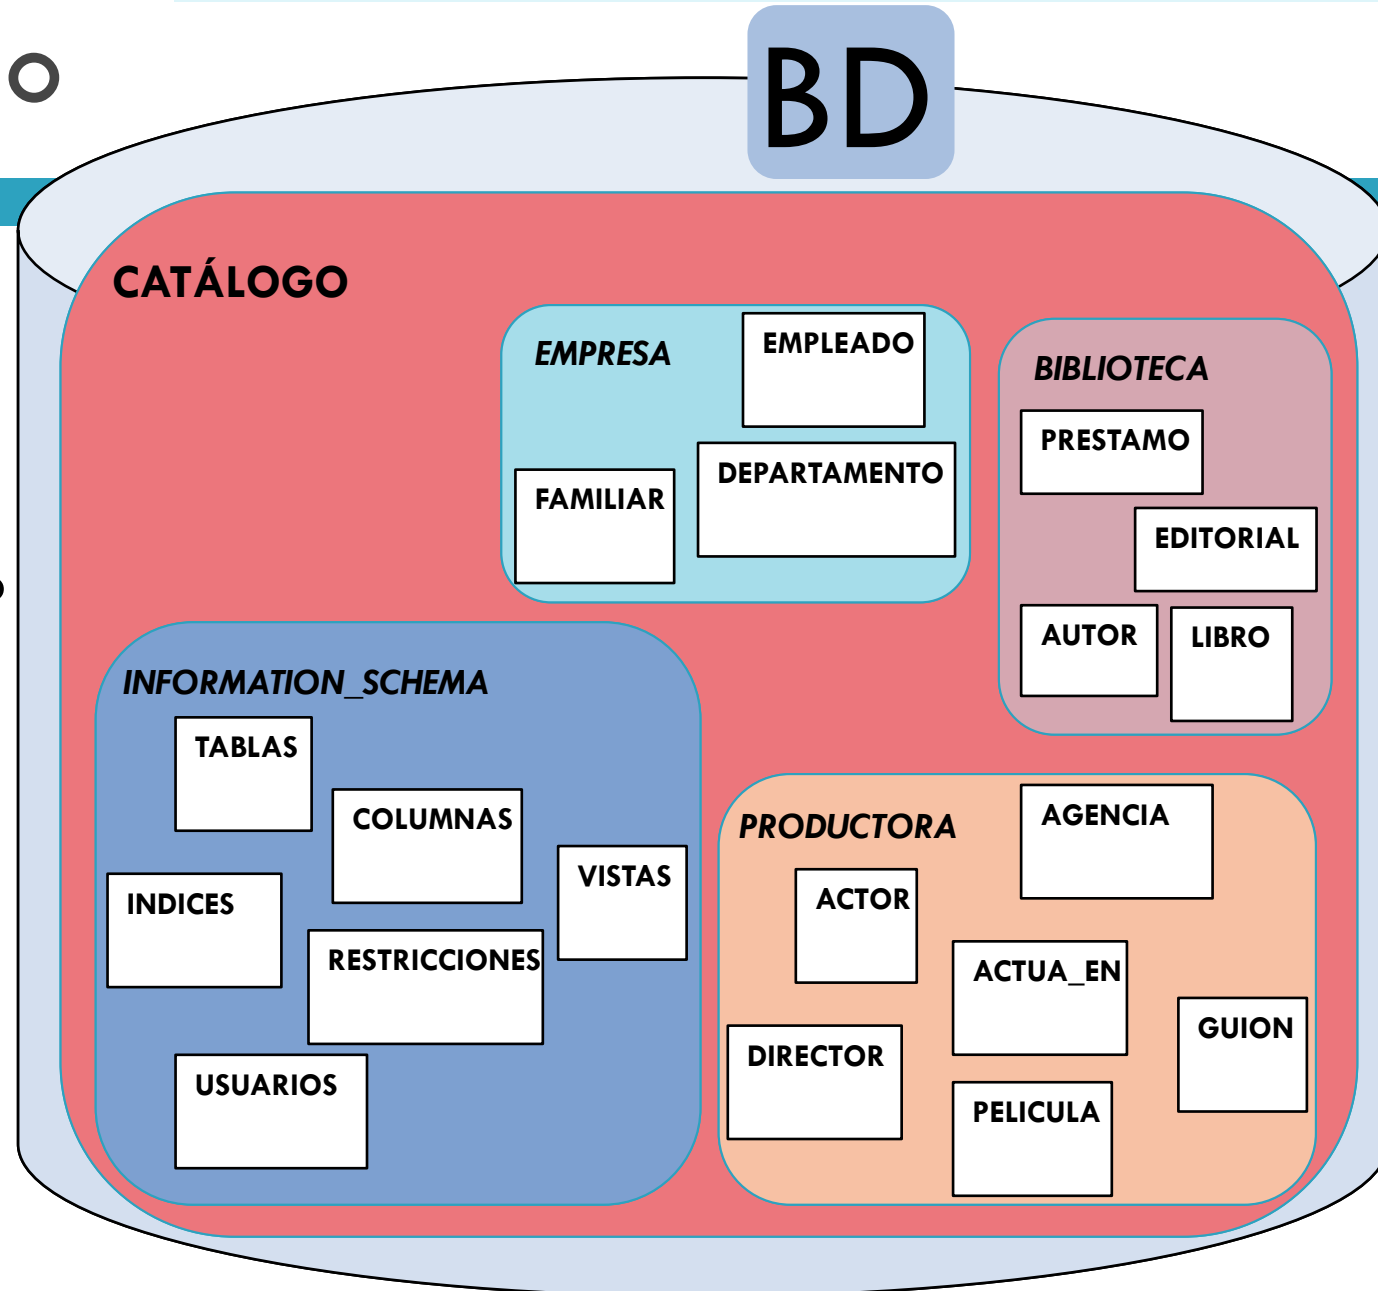 BD
CATÁLOGO
EMPRESA
EMPLEADO
FAMILIAR
DEPARTAMENTO
BIBLIOTECA
PRESTAMO
EDITORIAL
AUTOR
LIBRO
INFORMATION_SCHEMA
TABLAS
COLUMNAS
VISTAS
INDICES
RESTRICCIONES
USUARIOS
PRODUCTORA
AGENCIA
ACTOR
ACTUA_EN
GUION
DIRECTOR
PELICULA